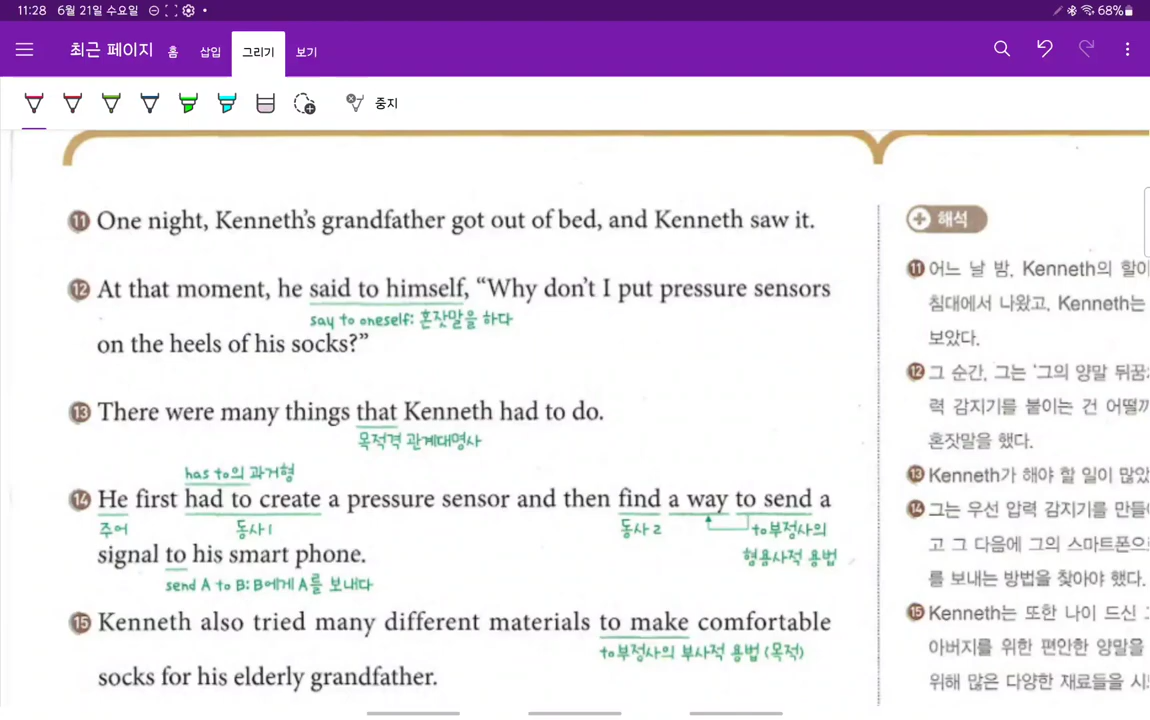 11:28 6월 21일 수요일
68%
최근 페이지 홈 삽입 그리기 보기
중지
⑪ One night, Kenneth's grandfather got out of bed, and Kenneth saw it.
⑫ At that moment, he said to himself, “Why don't I put pressure sensors
say to oneself: 혼잣말을 하다
on the heels of his socks?”
⑬ There were many things that Kenneth had to do.
목적격 관계대명사
has to의 과거형
⑭ He first had to create a pressure sensor and then find a way to send a
주어 동사1 동사2 to부정사의
형용사적 용법
signal to his smart phone.
send A to B: B에게 A를 보내다
⑮ Kenneth also tried many different materials to make comfortable
to부정사의 부사적 용법 (목적)
socks for his elderly grandfather.
해석
⑪ 어느 날 밤, Kenneth의 할아
침대에서 나왔고, Kenneth는
보았다.
⑫ 그 순간, 그는 ‘그의 양말 뒤꿈
력 감지기를 붙이는 건 어떨까
혼잣말을 했다.
⑬ Kenneth가 해야 할 일이 많았
⑭ 그는 우선 압력 감지기를 만들
고 그 다음에 그의 스마트폰으로
를 보내는 방법을 찾아야 했다.
⑮ Kenneth는 또한 나이 드신
아버지를 위한 편안한 양말을
위해 많은 다양한 재료들을 시